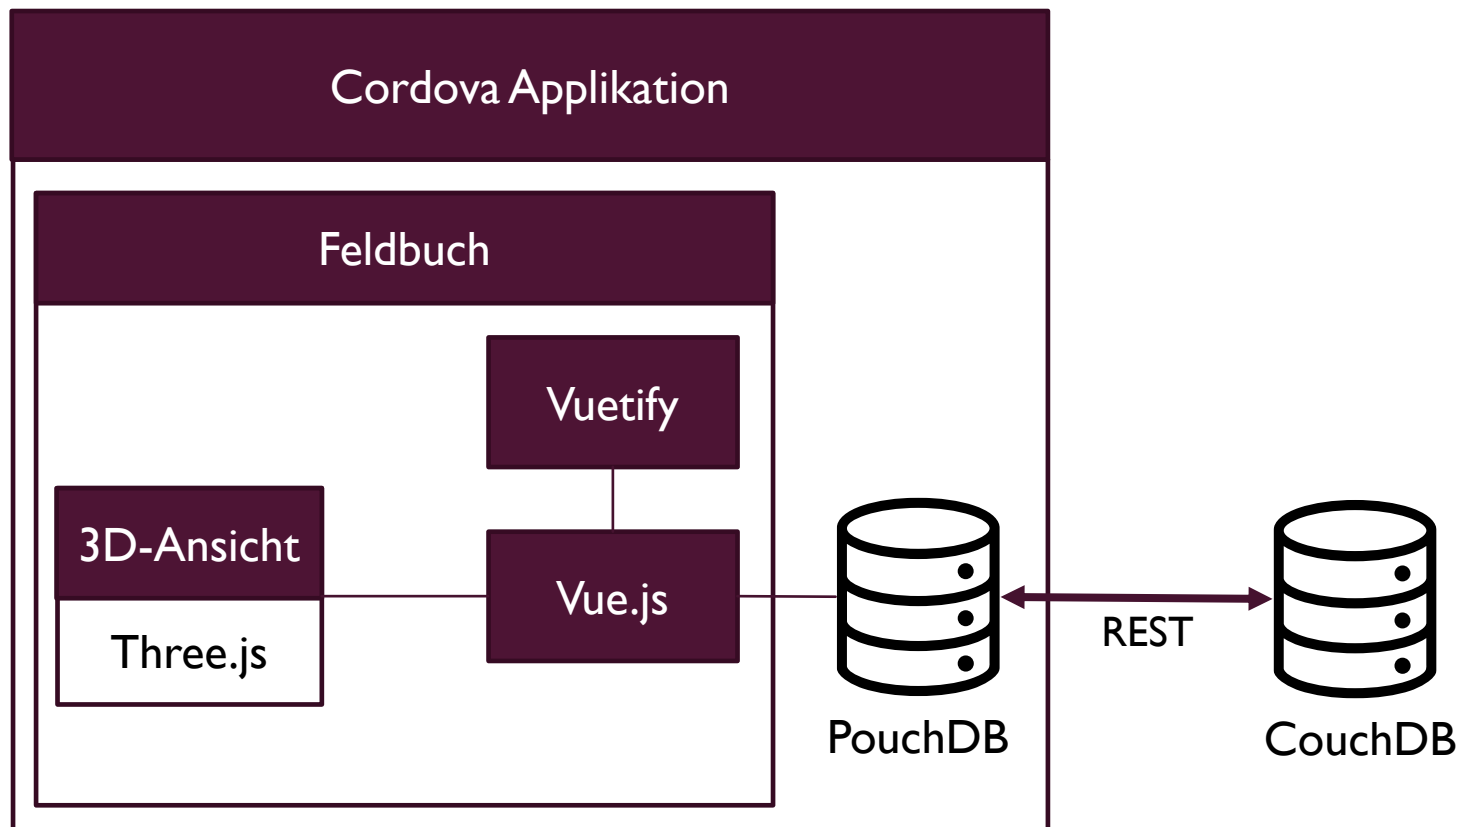 Cordova Applikation
Feldbuch
Vuetify
3D-Ansicht
Three.js
Vue.js
PouchDB
REST
CouchDB